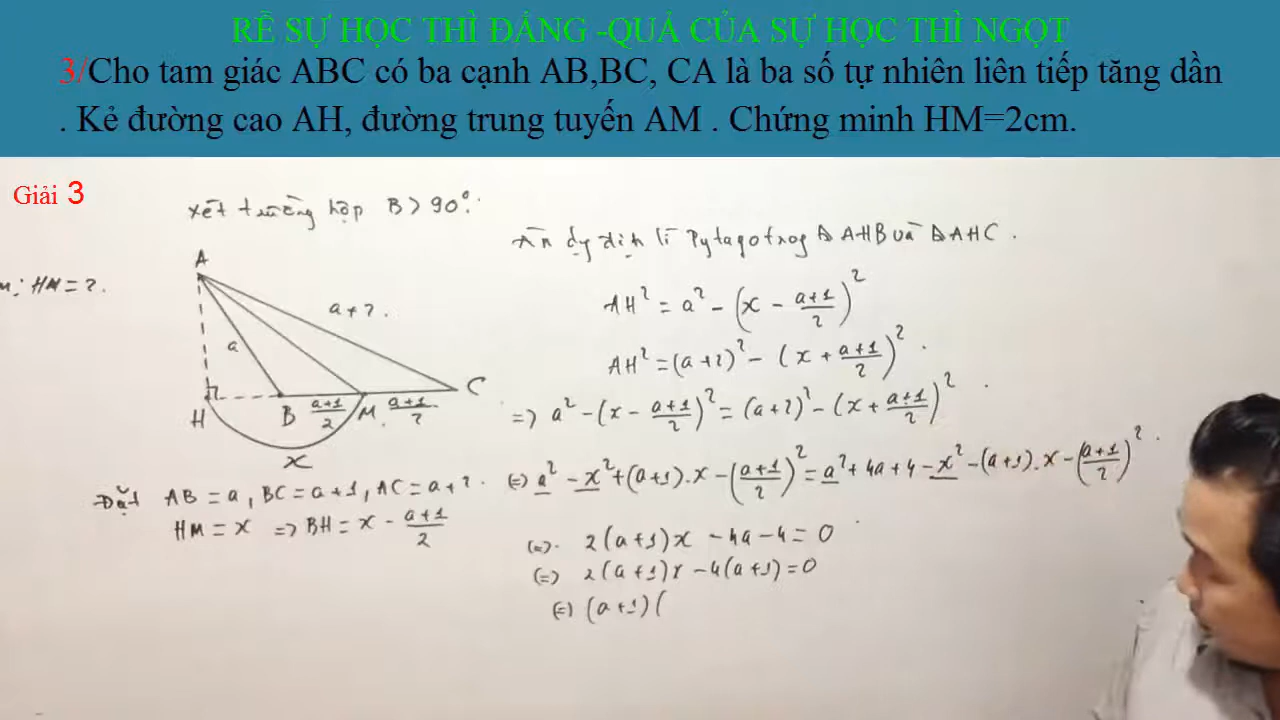 RỄ SỰ HỌC THÌ ĐẮNG -QUẢ CỦA SỰ HỌC THÌ NGỌT
3/Cho tam giác ABC có ba cạnh AB,BC, CA là ba số tự nhiên liên tiếp tăng dần
. Kẻ đường cao AH, đường trung tuyến AM . Chứng minh HM=2cm.
Giải 3
xét trường hợp B > 90°.
HM = ?.
A
a + 2.
a
H B a+1/2 M. a+1/2 C
x
Đặt AB = a, BC = a+1, AC = a+2.
HM = x => BH = x - a+1/2
Áp dụng định lí Pytago trong ΔAHB và ΔAHC.
AH² = a² - (x - a+1/2)²
AH² = (a+2)² - (x + a+1/2)².
=> a² - (x - a+1/2)² = (a+2)² - (x + a+1/2)².
(=) a² - x² + (a+1).x - (a+1/2)² = a² + 4a + 4 - x² - (a+1).x - (a+1/2)².
(=). 2(a+1)x - 4a - 4 = 0
(=) 2(a+1)x - 4(a+1) = 0
(=) (a+1)(